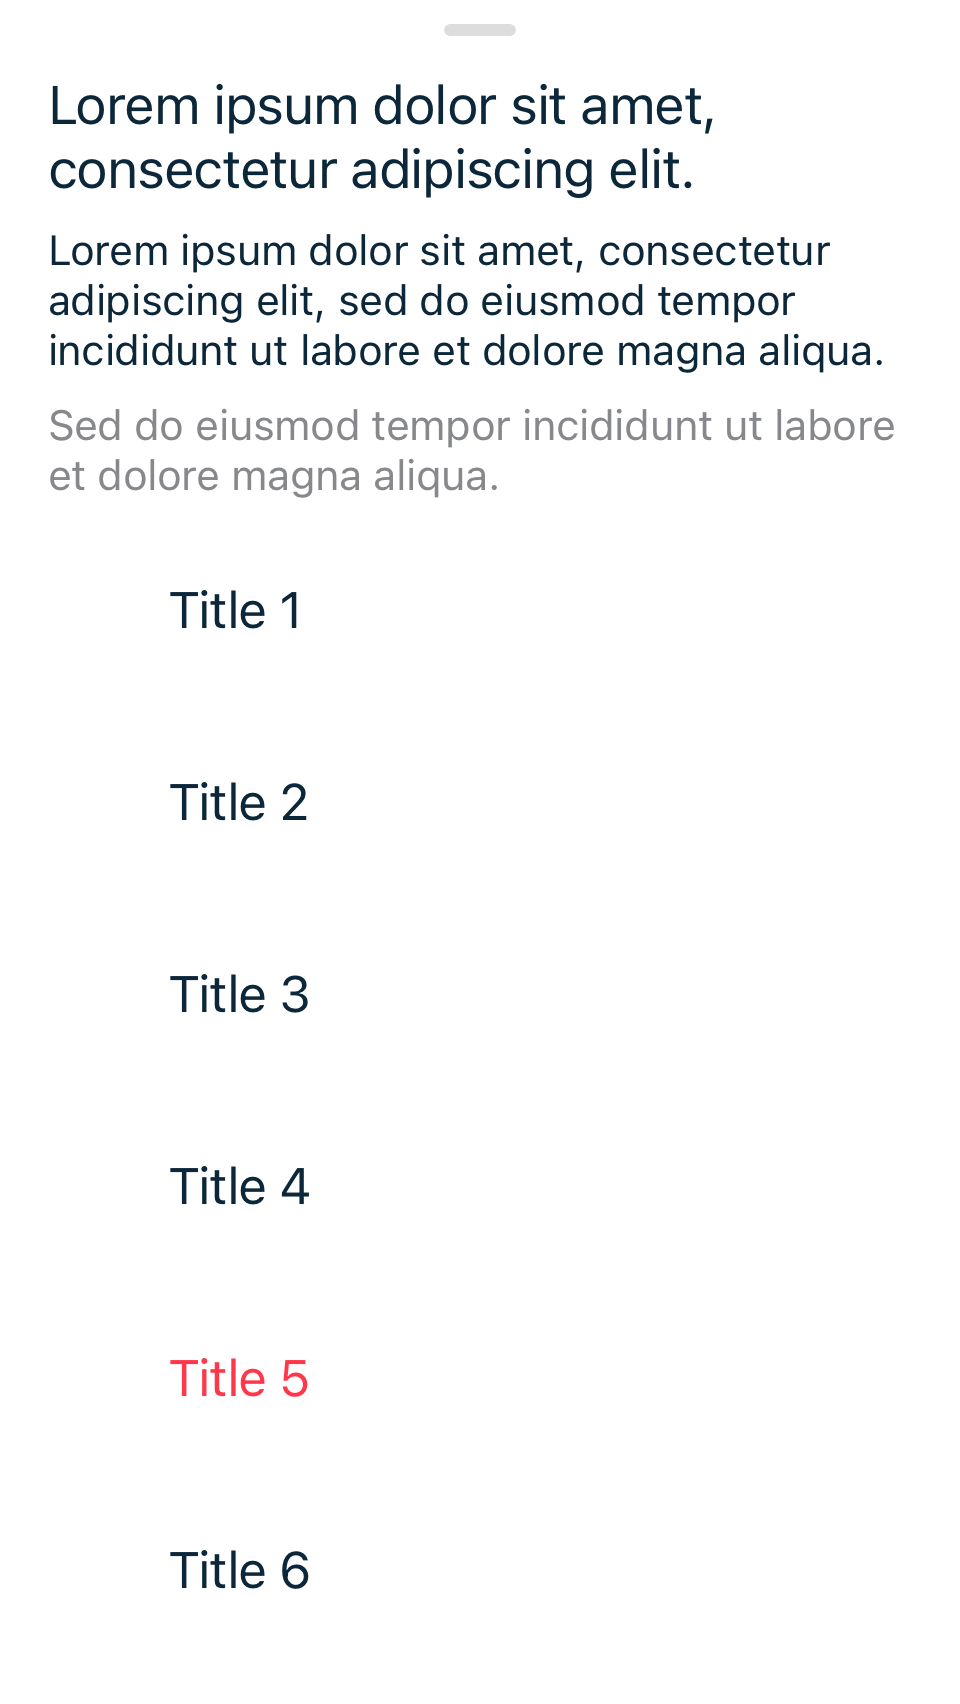 Lorem ipsum dolor sit amet,
consectetur adipiscing elit.
Lorem ipsum dolor sit amet, consectetur
adipiscing elit, sed do eiusmod tempor
incididunt ut labore et dolore magna aliqua.
Sed do eiusmod tempor incididunt ut labore
et dolore magna aliqua.
Title 1
Title 2
Title 3
Title 4
Title 5
Title 6